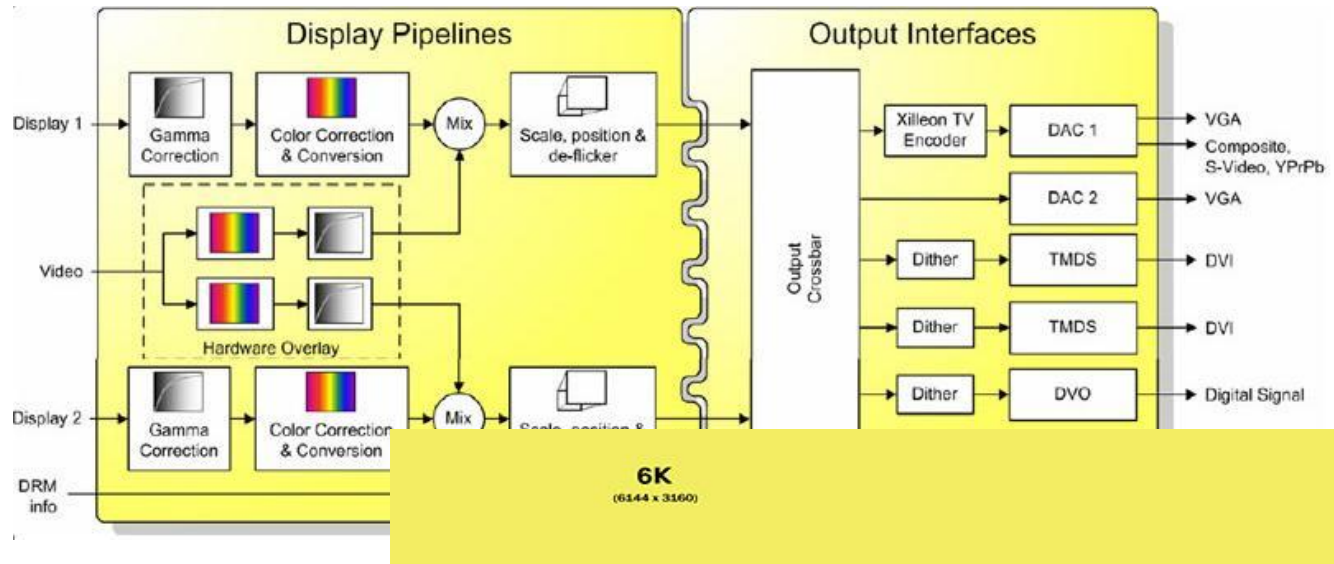 Display Pipelines
Output Interfaces
Display 1
Gamma
Correction
Color Correction
& Conversion
Mix
Scale, position &
de-flicker
Xilleon TV
Encoder
DAC 1
VGA
Composite,
S-Video, YPrPb
DAC 2
VGA
Video
Hardware Overlay
Output
Crossbar
Dither
TMDS
DVI
Dither
TMDS
DVI
Display 2
Gamma
Correction
Color Correction
& Conversion
Mix
Scale, position &
Dither
DVO
Digital Signal
DRM
info
6K
(6144 x 3160)